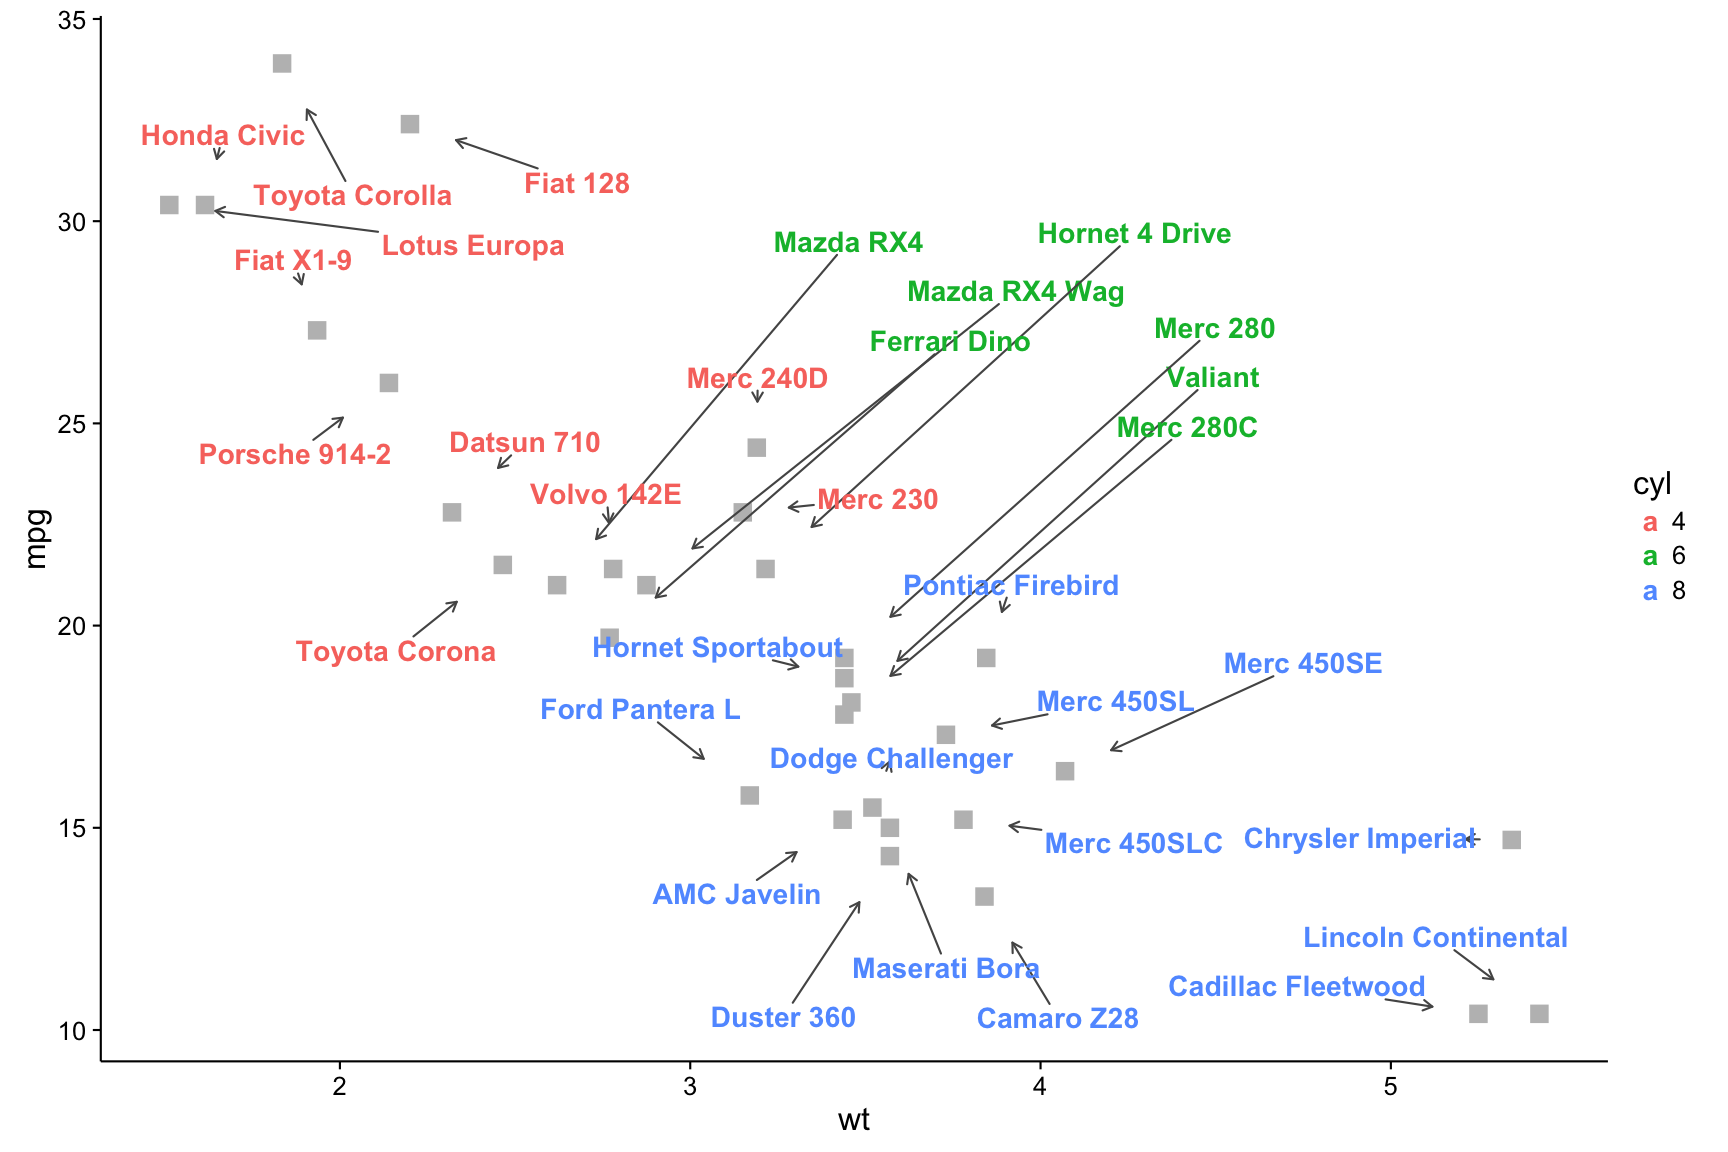 35
Honda Civic
Toyota Corolla
Fiat 128
30
Lotus Europa
Fiat X1-9
Mazda RX4
Hornet 4 Drive
Mazda RX4 Wag
Merc 280
Ferrari Dino
Merc 240D
Valiant
25
Merc 280C
Datsun 710
Porsche 914-2
Volvo 142E
Merc 230
cyl
a 4
a 6
a 8
mpg
Pontiac Firebird
20
Toyota Corona
Hornet Sportabout
Merc 450SE
Merc 450SL
Ford Pantera L
Dodge Challenger
15
Merc 450SLC
Chrysler Imperial
AMC Javelin
Lincoln Continental
Maserati Bora
Cadillac Fleetwood
Duster 360
Camaro Z28
10
2
3
4
5
wt